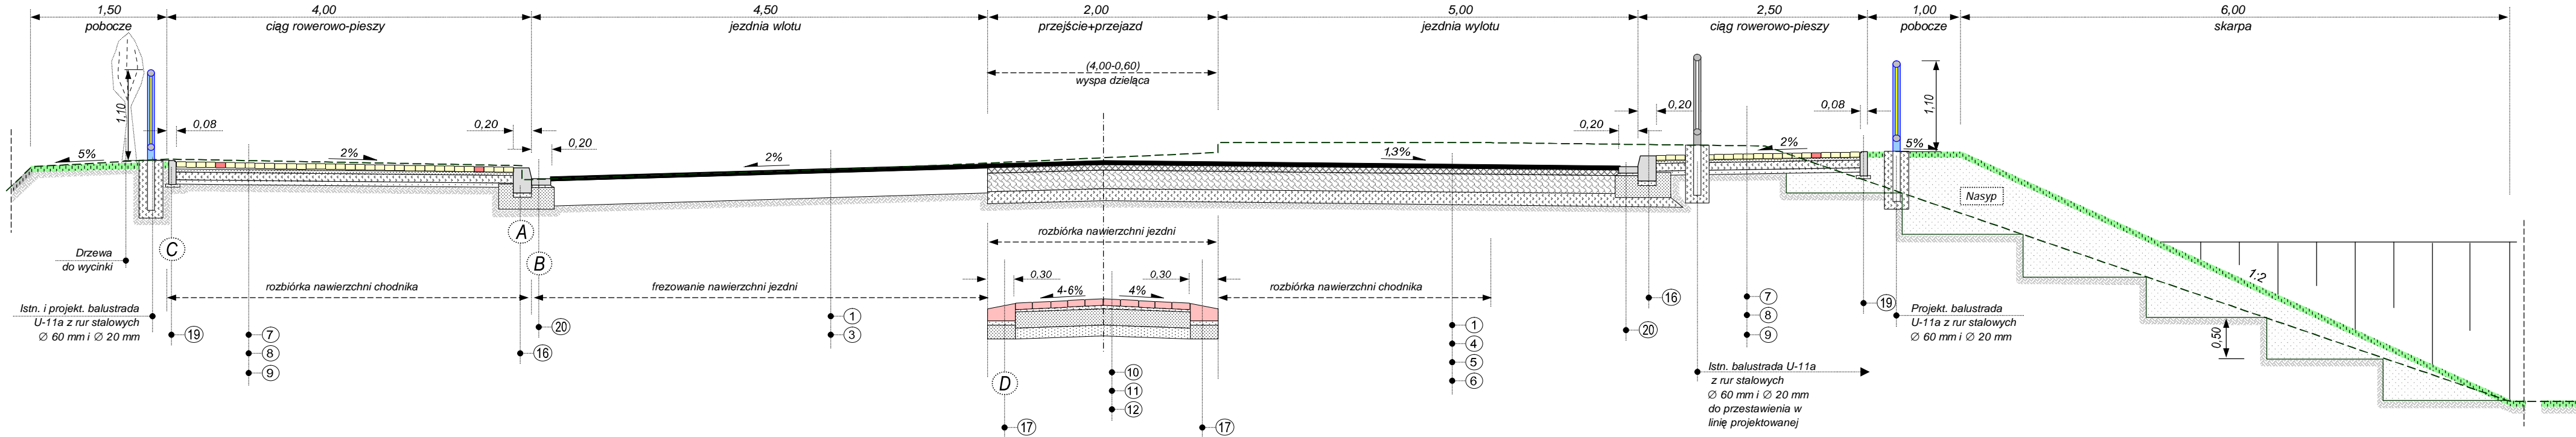 1,50 4,00 4,50 2,00 5,00 2,50 1,00 6,00
pobocze ciąg rowerowo-pieszy jezdnia wlotu przejście+przejazd jezdnia wylotu ciąg rowerowo-pieszy pobocze skarpa
(4,00-0,60)
wyspa dzieląca
1,10 0,08 0,20 0,20 0,20 0,20 0,08 1,10
5% 2% 2% 1,3% 2% 5%
Nasyp
A
B
C
Drzewa
do wycinki
rozbiórka nawierzchni jezdni
0,30 0,30
4-6% 4%
1:2
0,50
rozbiórka nawierzchni chodnika frezowanie nawierzchni jezdni rozbiórka nawierzchni chodnika
Istn. i projekt. balustrada
U-11a z rur stalowych
∅ 60 mm i ∅ 20 mm
19
7
8
9
20
16
1
3
D
10
11
12
17
17
1
4
5
6
20
16
7
8
9
19
Projekt. balustrada
U-11a z rur stalowych
∅ 60 mm i ∅ 20 mm
Istn. balustrada U-11a
z rur stalowych
∅ 60 mm i ∅ 20 mm
do przestawienia w
linię projektowanej